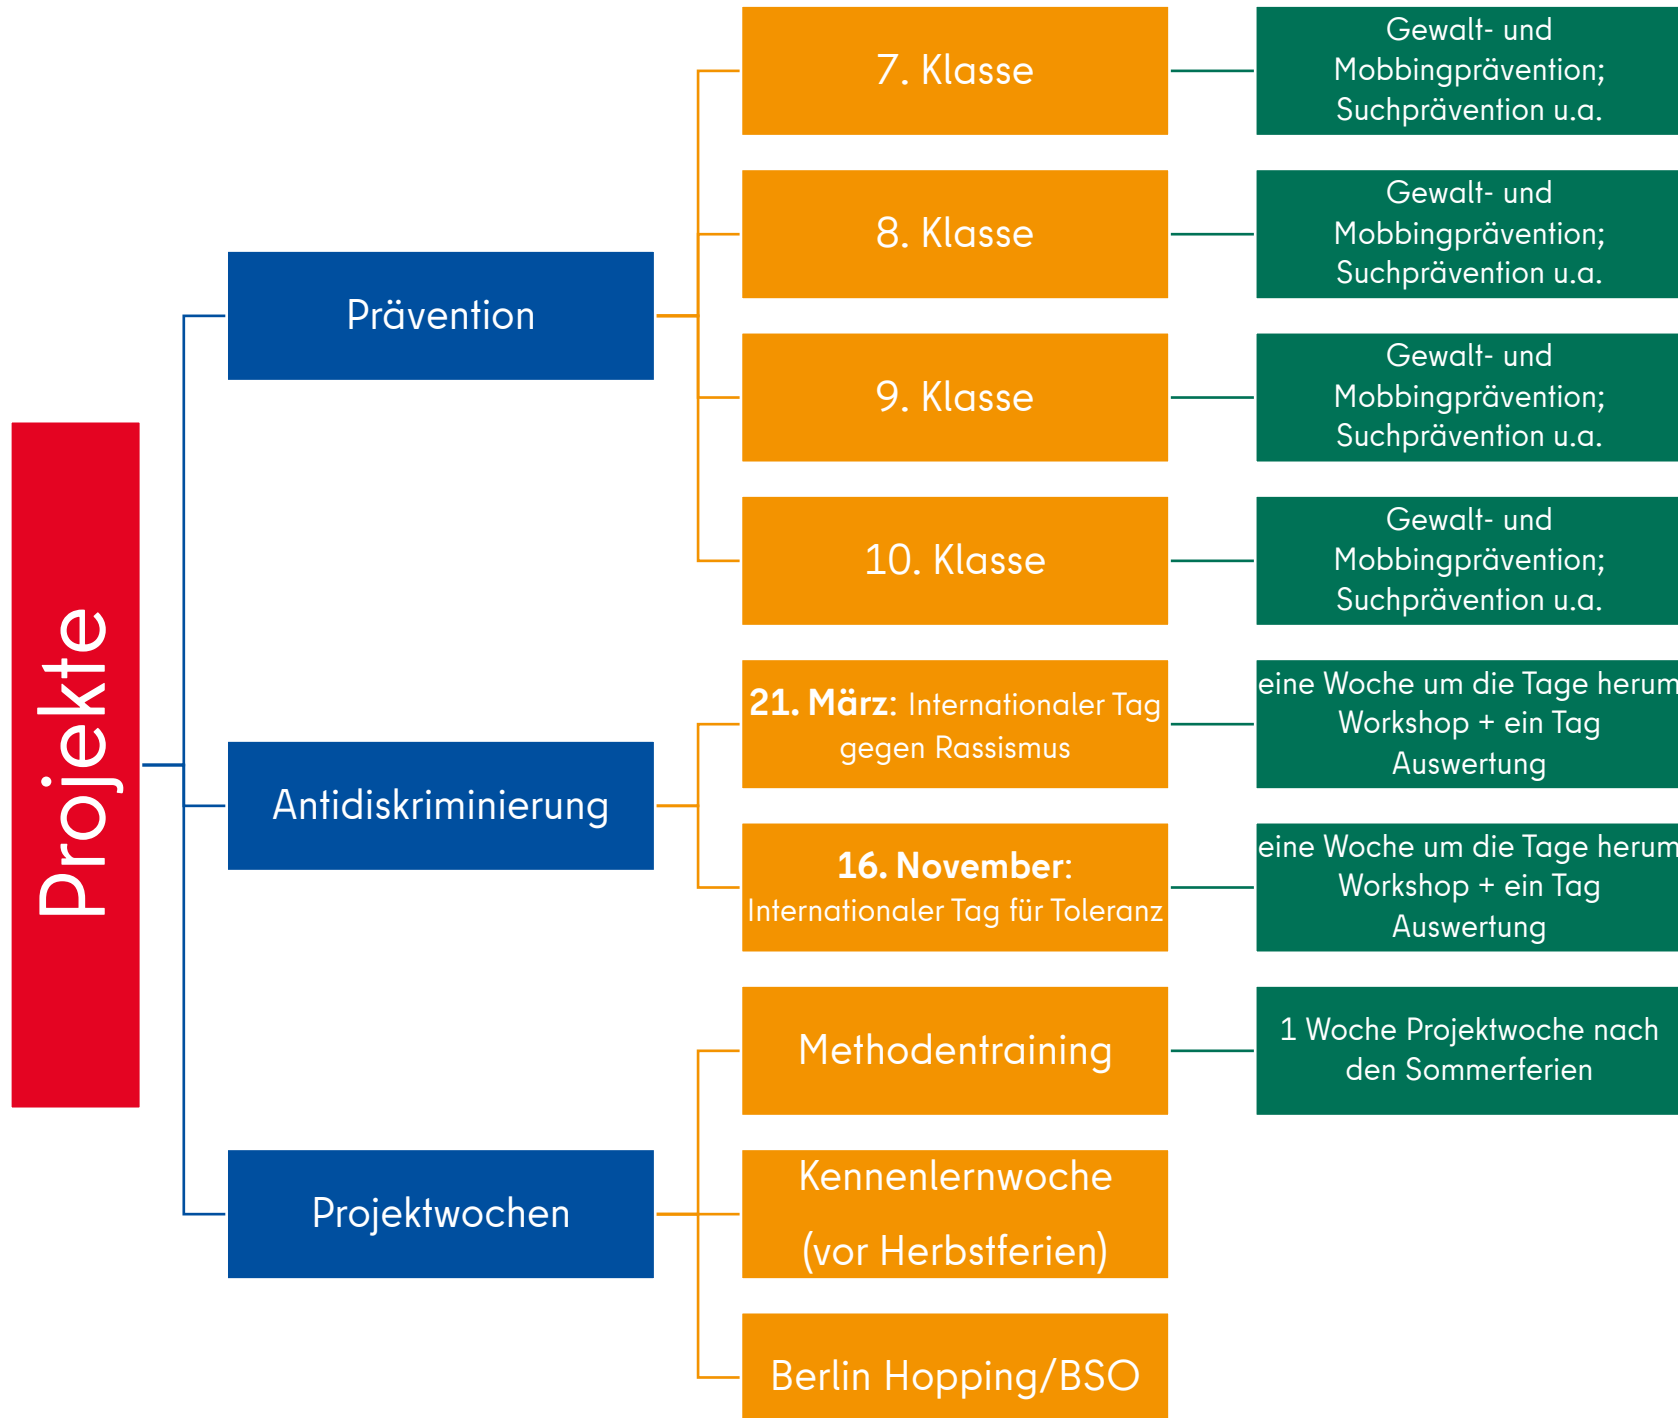 Projekte
Prävention
7. Klasse
Gewalt- und
Mobbingprävention;
Suchprävention u.a.
8. Klasse
Gewalt- und
Mobbingprävention;
Suchprävention u.a.
9. Klasse
Gewalt- und
Mobbingprävention;
Suchprävention u.a.
10. Klasse
Gewalt- und
Mobbingprävention;
Suchprävention u.a.
Antidiskriminierung
21. März: Internationaler Tag
gegen Rassismus
eine Woche um die Tage herum
Workshop + ein Tag
Auswertung
16. November:
Internationaler Tag für Toleranz
eine Woche um die Tage herum
Workshop + ein Tag
Auswertung
Projektwochen
Methodentraining
1 Woche Projektwoche nach
den Sommerferien
Kennenlernwoche
(vor Herbstferien)
Berlin Hopping/BSO